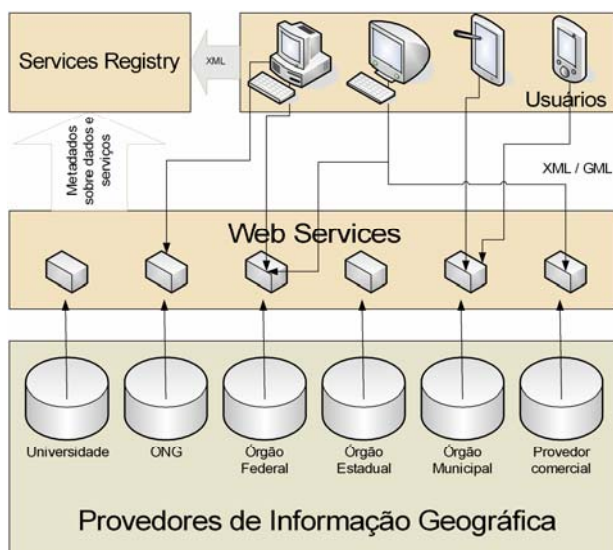 Services Registry
XML
Usuários
Metadados
sobre dados e
serviços
XML / GML
Web Services
Universidade
ONG
Órgão
Federal
Órgão
Estadual
Órgão
Municipal
Provedor
comercial
Provedores de Informação Geográfica